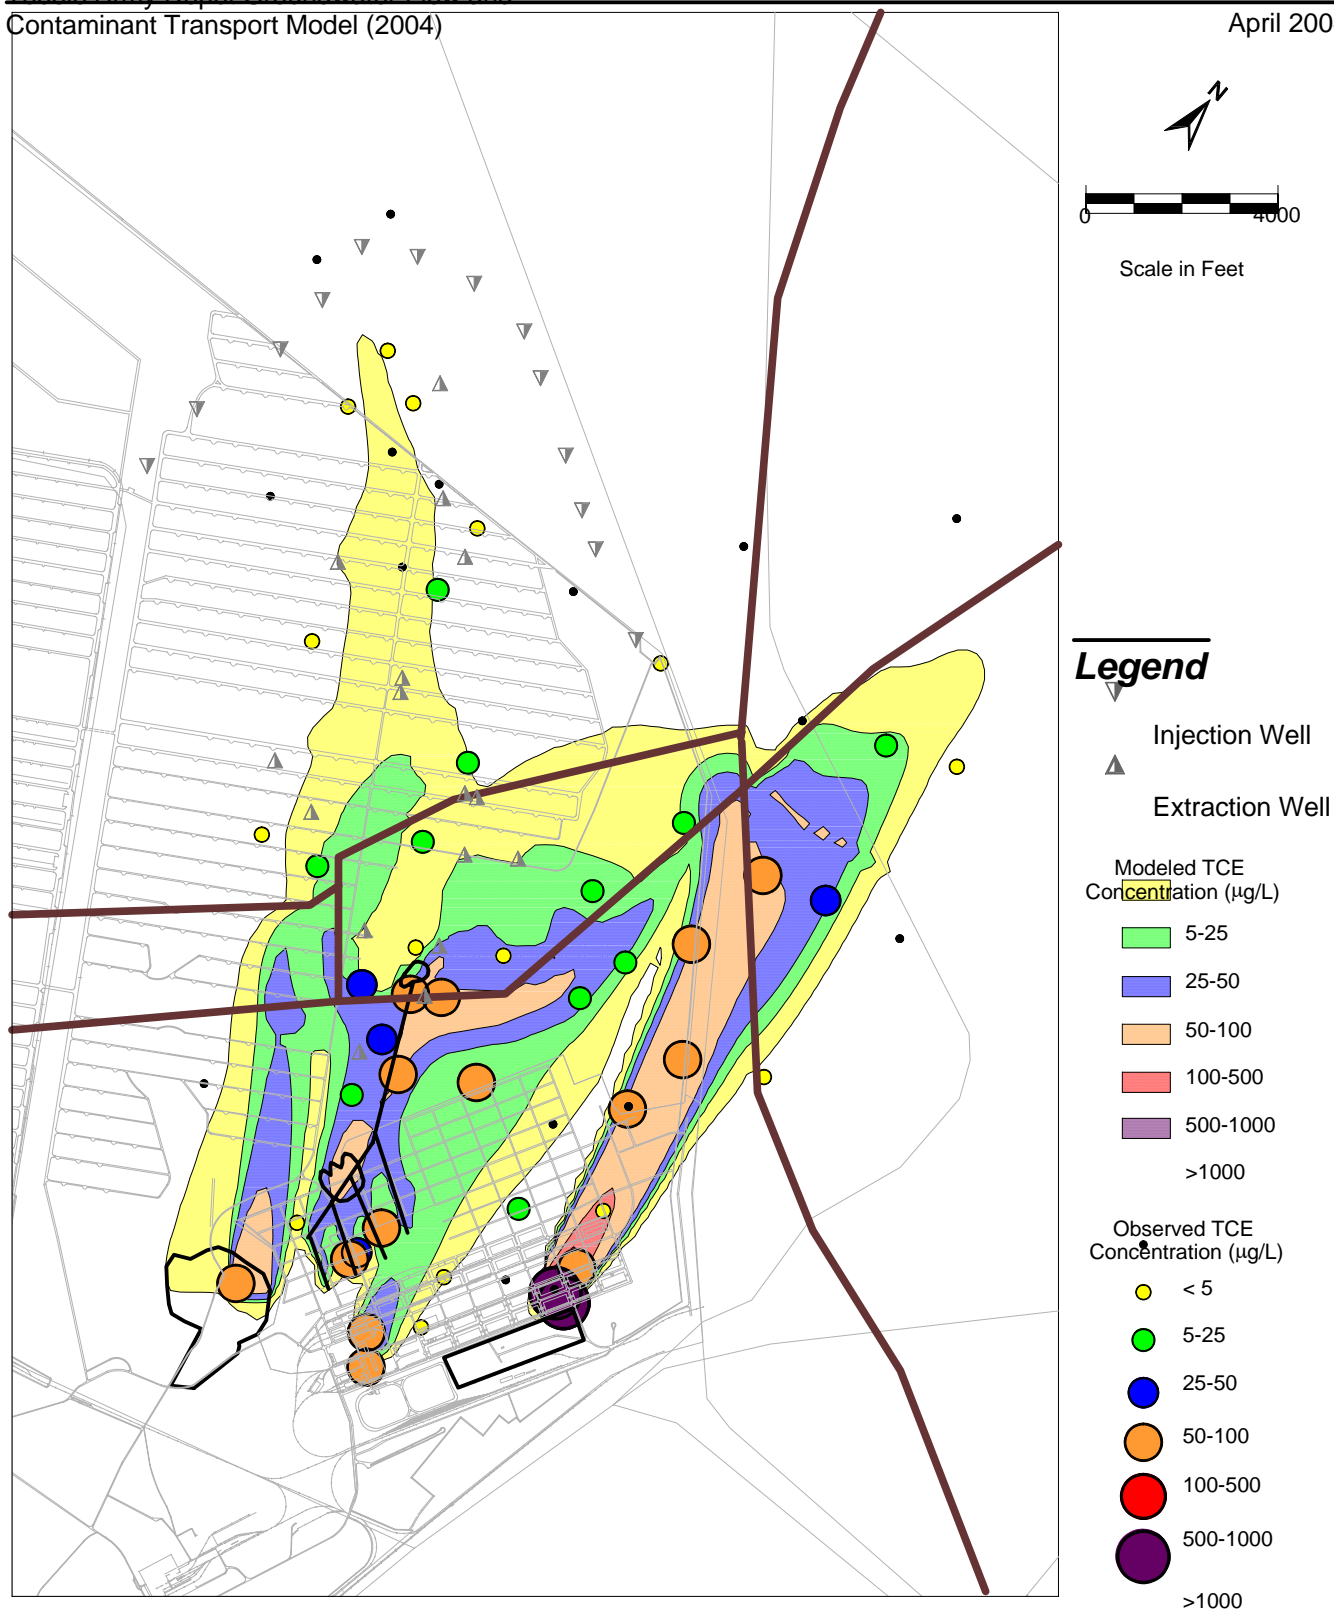 Contaminant Transport Model (2004)
April 200
N
0 4000
Scale in Feet
Legend
Injection Well
Extraction Well
Modeled TCE
Concentration (µg/L)
5-25
25-50
50-100
100-500
500-1000
>1000
Observed TCE
Concentration (µg/L)
< 5
5-25
25-50
50-100
100-500
500-1000
>1000